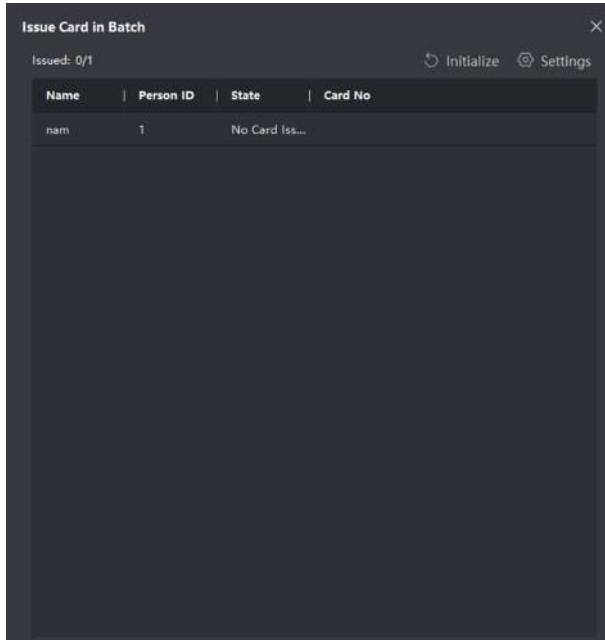 Issue Card in Batch
Issued: 0/1 Initialize Settings
Name Person ID State Card No
nam 1 No Card Iss...